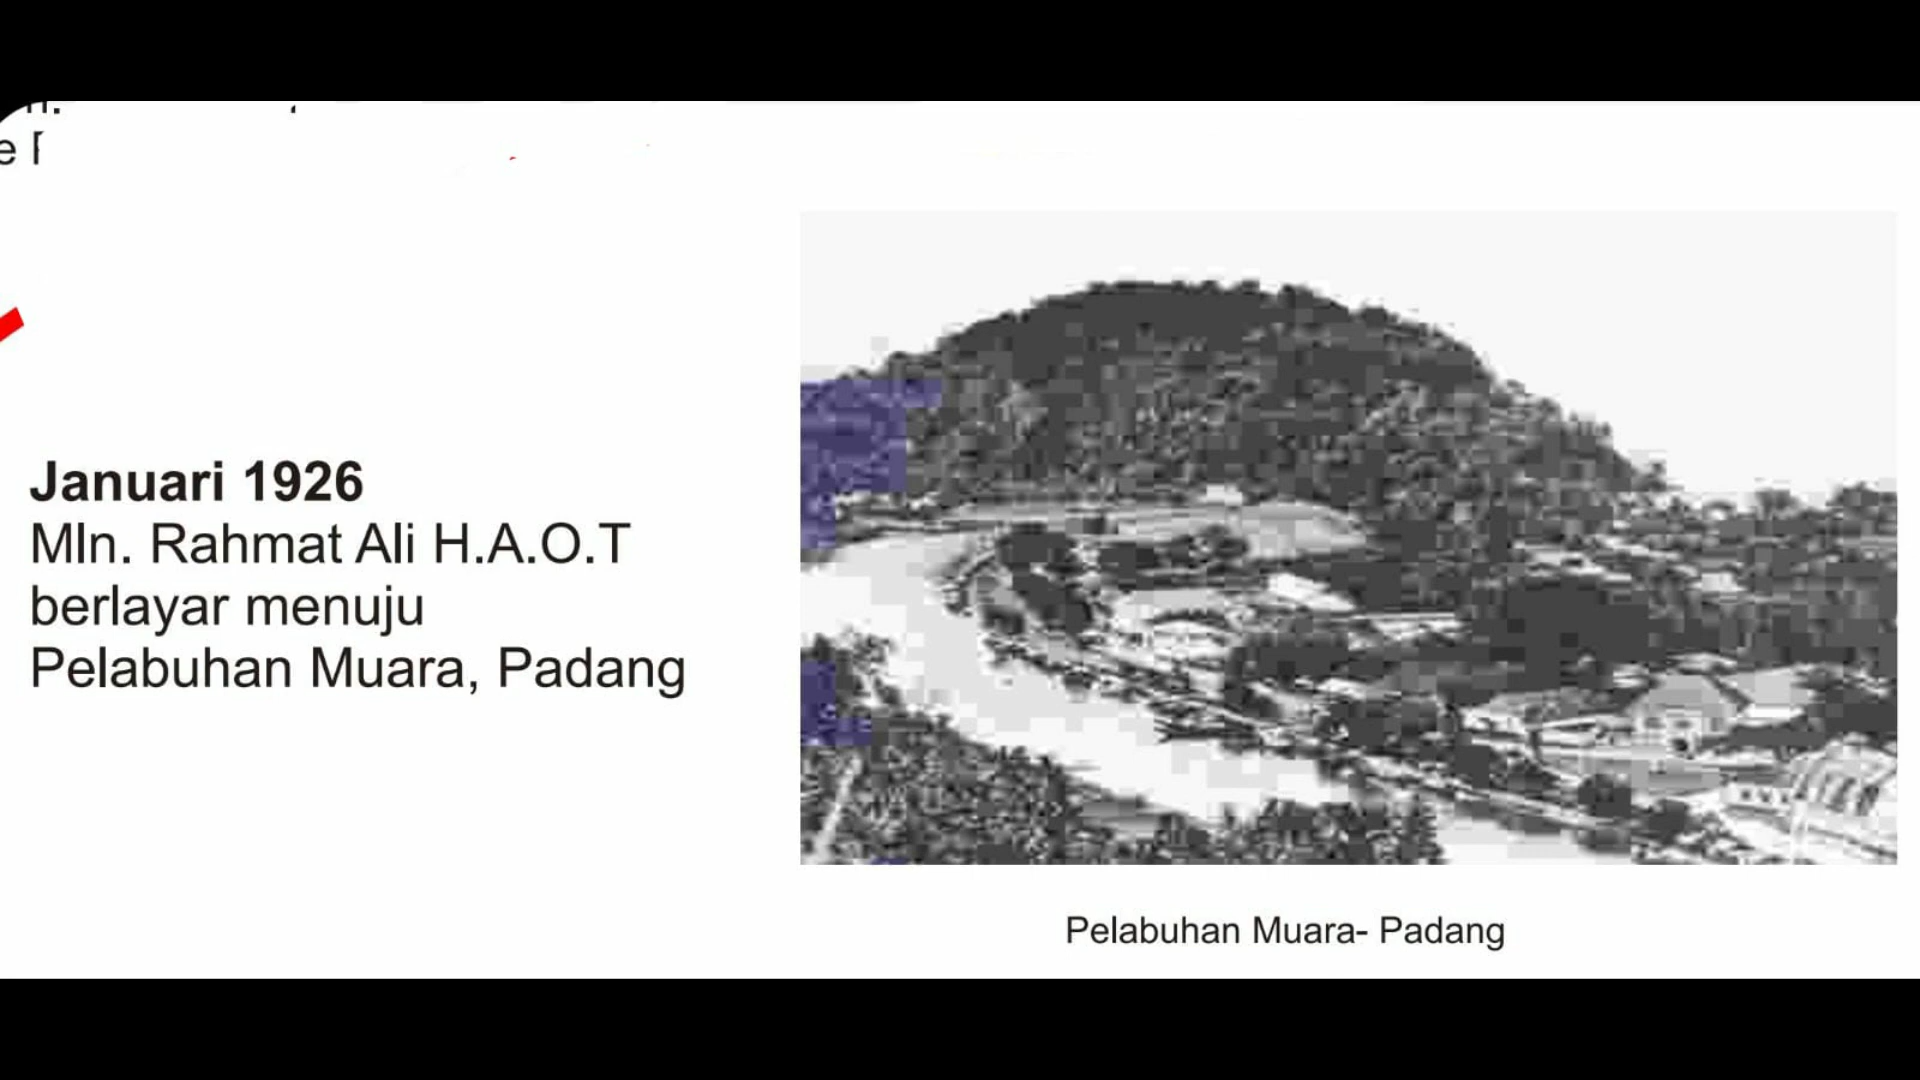 Januari 1926
Mln. Rahmat Ali H.A.O.T
berlayar menuju
Pelabuhan Muara, Padang
Pelabuhan Muara- Padang